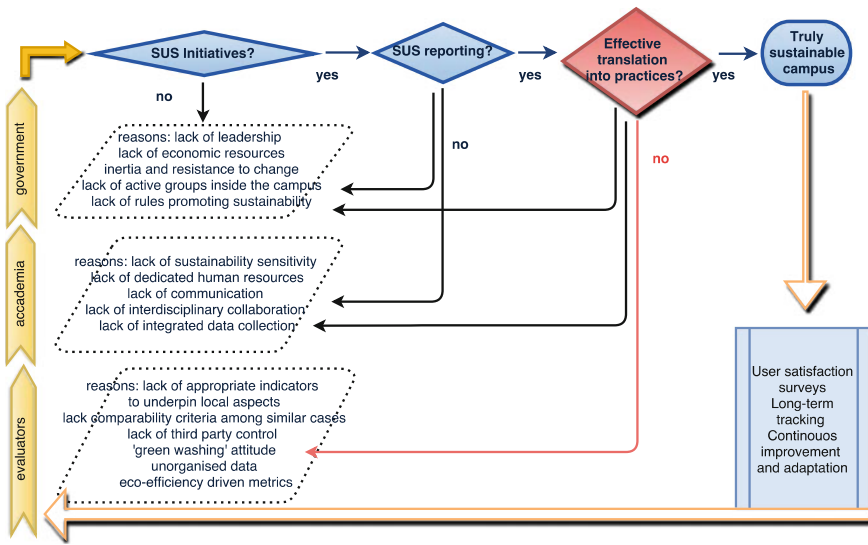 SUS Initiatives?
yes
SUS reporting?
yes
Effective
translation
into practices?
yes
Truly
sustainable
campus
no
no
no
government
reasons: lack of leadership
lack of economic resources
inertia and resistance to change
lack of active groups inside the campus
lack of rules promoting sustainability
accademia
reasons: lack of sustainability sensitivity
lack of dedicated human resources
lack of communication
lack of interdisciplinary collaboration
lack of integrated data collection
evaluators
reasons: lack of appropriate indicators
to underpin local aspects
lack comparability criteria among similar cases
lack of third party control
'green washing' attitude
unorganised data
eco-efficiency driven metrics
User satisfaction
surveys
Long-term
tracking
Continouos
improvement
and adaptation